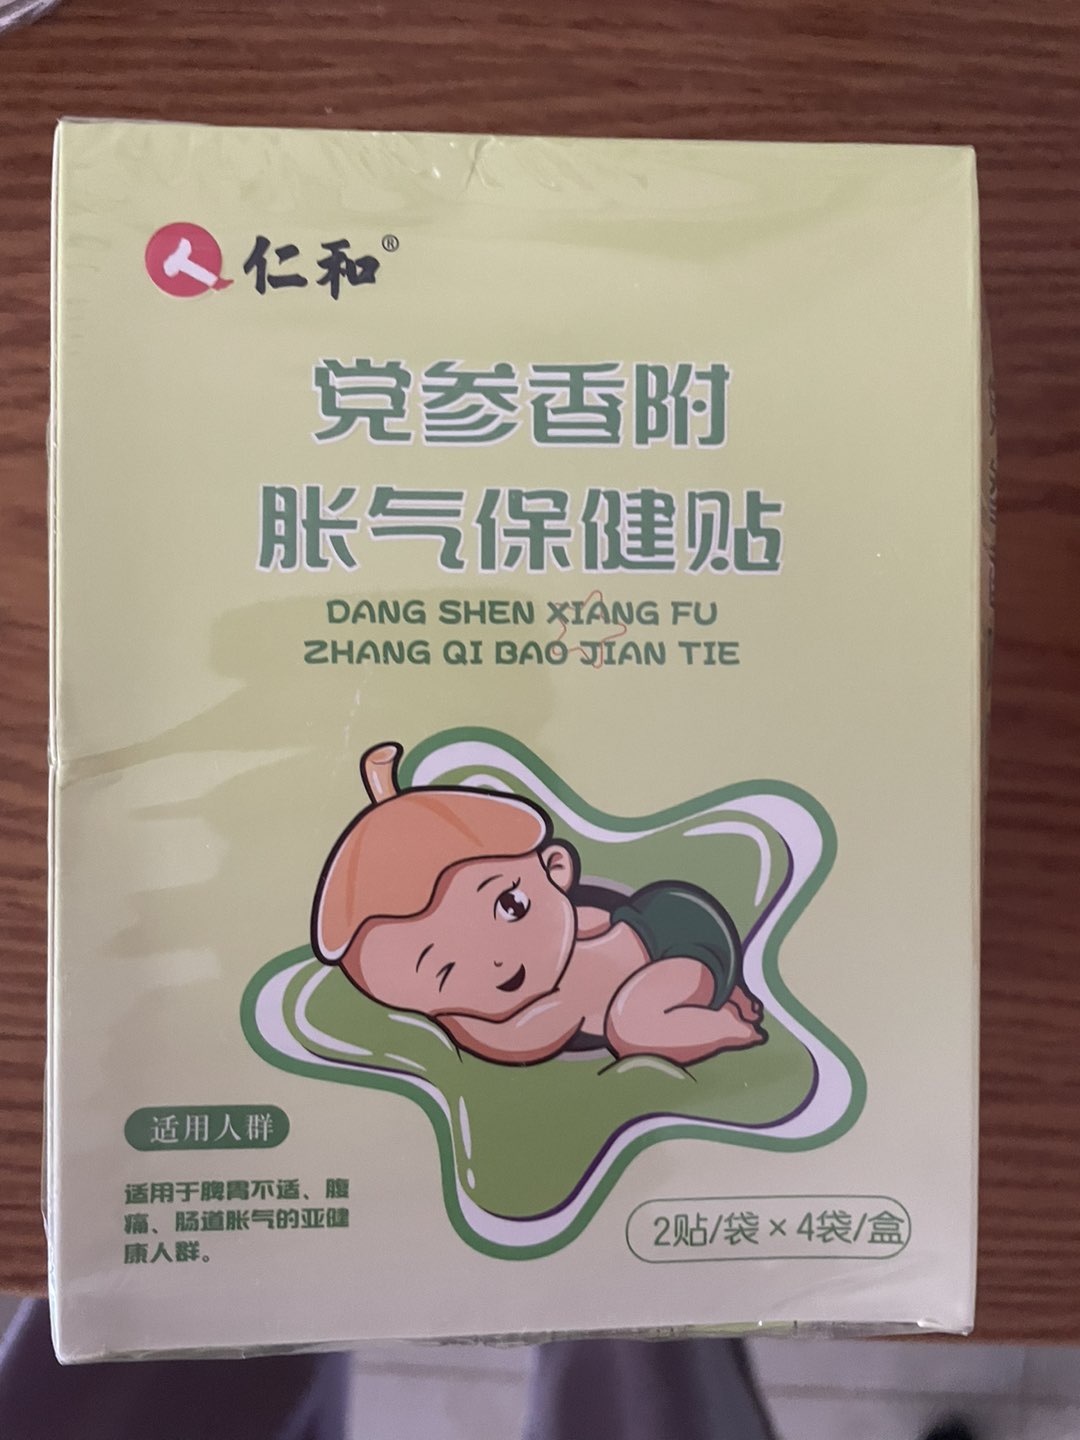 仁和®
党参香附
胀气保健贴
DANG SHEN XIANG FU
ZHANG QI BAO JIAN TIE
适用人群
适用于脾胃不适、腹
痛、肠道胀气的亚健
康人群。
2贴/袋×4袋/盒